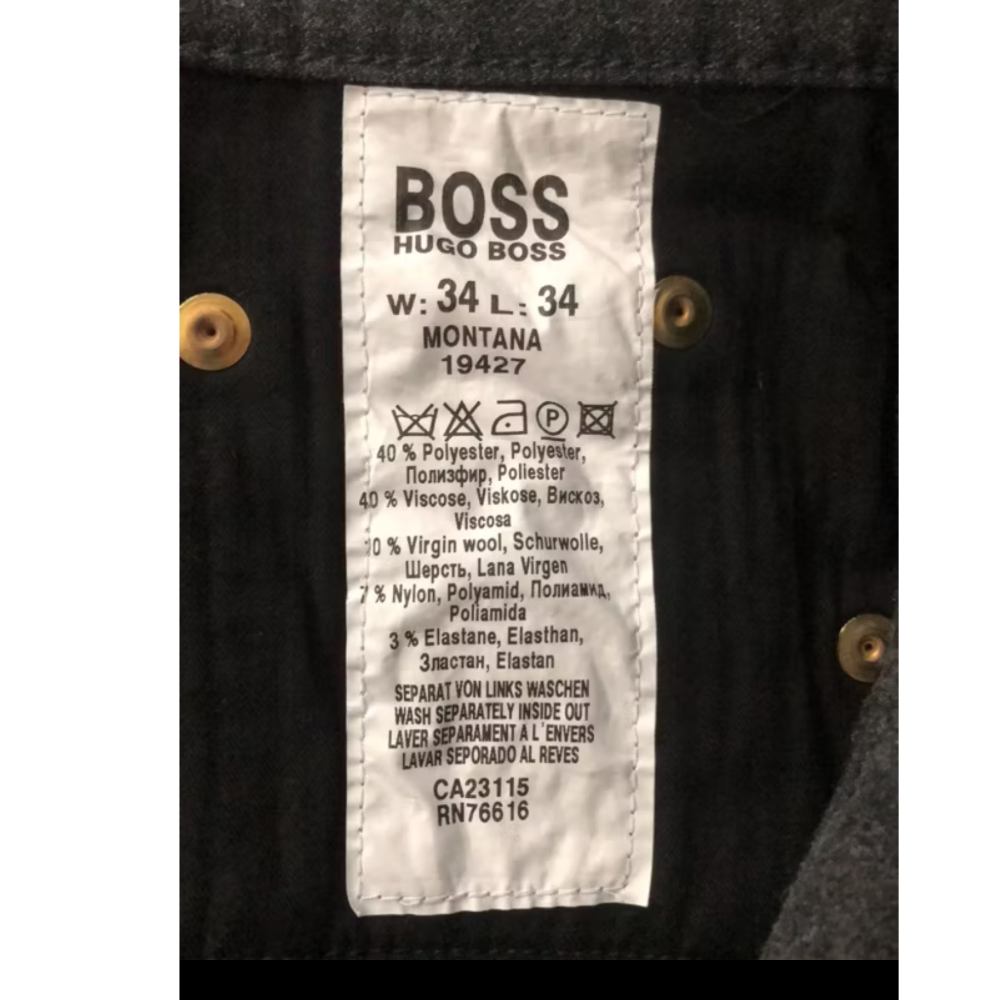 BOSS
HUGO BOSS
W: 34 L: 34
MONTANA
19427
P
40 % Polyester, Polyester,
Полизфир, Poliester
40 % Viscose, Viskose, Вискоз,
Viscosa
10 % Virgin wool, Schurwolle,
Шерсть, Lana Virgen
7 % Nylon, Polyamid, Полиамид,
Poliamida
3 % Elastane, Elasthan,
Зластан, Elastan
SEPARAT VON LINKS WASCHEN
WASH SEPARATELY INSIDE OUT
LAVER SEPARAMENT A L'ENVERS
LAVAR SEPORADO AL REVES
CA23115
RN76616